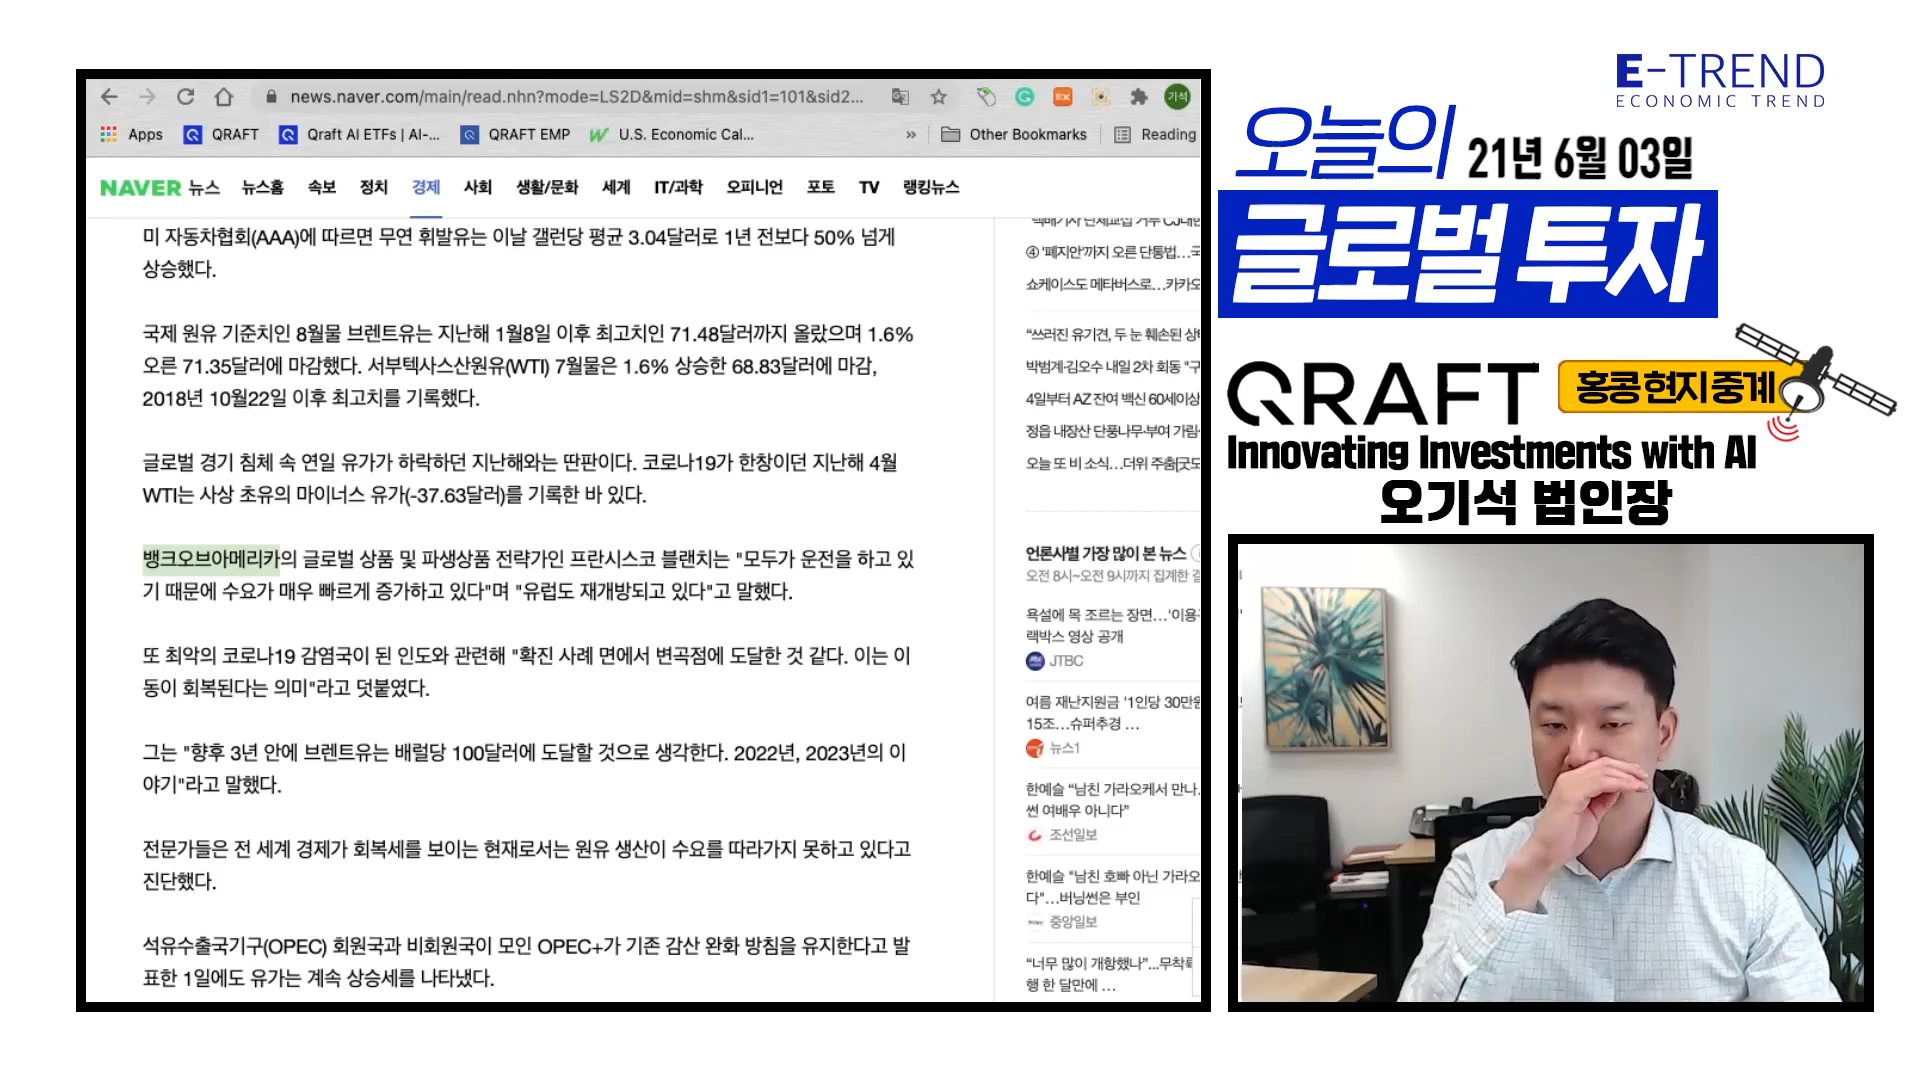 news.naver.com/main/read.nhn?mode=LS2D&mid=shm&sid1=101&sid2...
기석
Apps QRAFT Qraft AI ETFs | AI-... QRAFT EMP U.S. Economic Cal... » Other Bookmarks Reading
NAVER 뉴스 뉴스홈 속보 정치 경제 사회 생활/문화 세계 IT/과학 오피니언 포토 TV 랭킹뉴스
미 자동차협회(AAA)에 따르면 무연 휘발유는 이날 갤런당 평균 3.04달러로 1년 전보다 50% 넘게
상승했다.
국제 원유 기준치인 8월물 브렌트유는 지난해 1월8일 이후 최고치인 71.48달러까지 올랐으며 1.6%
오른 71.35달러에 마감했다. 서부텍사스산원유(WTI) 7월물은 1.6% 상승한 68.83달러에 마감,
2018년 10월22일 이후 최고치를 기록했다.
글로벌 경기 침체 속 연일 유가가 하락하던 지난해와는 딴판이다. 코로나19가 한창이던 지난해 4월
WTI는 사상 초유의 마이너스 유가(-37.63달러)를 기록한 바 있다.
뱅크오브아메리카의 글로벌 상품 및 파생상품 전략가인 프란시스코 블랜치는 "모두가 운전을 하고 있
기 때문에 수요가 매우 빠르게 증가하고 있다"며 "유럽도 재개방되고 있다"고 말했다.
또 최악의 코로나19 감염국이 된 인도와 관련해 "확진 사례 면에서 변곡점에 도달한 것 같다. 이는 이
동이 회복된다는 의미"라고 덧붙였다.
그는 "향후 3년 안에 브렌트유는 배럴당 100달러에 도달할 것으로 생각한다. 2022년, 2023년의 이
야기"라고 말했다.
전문가들은 전 세계 경제가 회복세를 보이는 현재로서는 원유 생산이 수요를 따라가지 못하고 있다고
진단했다.
석유수출국기구(OPEC) 회원국과 비회원국이 모인 OPEC+가 기존 감산 완화 방침을 유지한다고 발
표한 1일에도 유가는 계속 상승세를 나타냈다.
④ '폐지안'까지 오른 단통법…국
쇼케이스도 메타버스로…카카오
“쓰러진 유기견, 두 눈 훼손된 상
박범계·김오수 내일 2차 회동 "구
4일부터 AZ 잔여 백신 60세이상
정읍 내장산 단풍나무·부여 가림
오늘 또 비 소식…더위 주춤[굿모
언론사별 가장 많이 본 뉴스
오전 8시~오전 9시까지 집계한 결
욕설에 목 조르는 장면…'이용
랙박스 영상 공개
JTBC
여름 재난지원금 '1인당 30만원
15조…슈퍼추경 …
뉴스1
한예슬 “남친 가라오케서 만나.
썬 여배우 아니다”
조선일보
한예슬 "남친 호빠 아닌 가라오
다"…버닝썬은 부인
중앙일보
“너무 많이 개항했나”...무착륙
행 한 달만에 …
E-TREND
ECONOMIC TREND
오늘의 21년 6월 03일
글로벌 투자
QRAFT 홍콩 현지 중계
Innovating Investments with AI
오기석 법인장